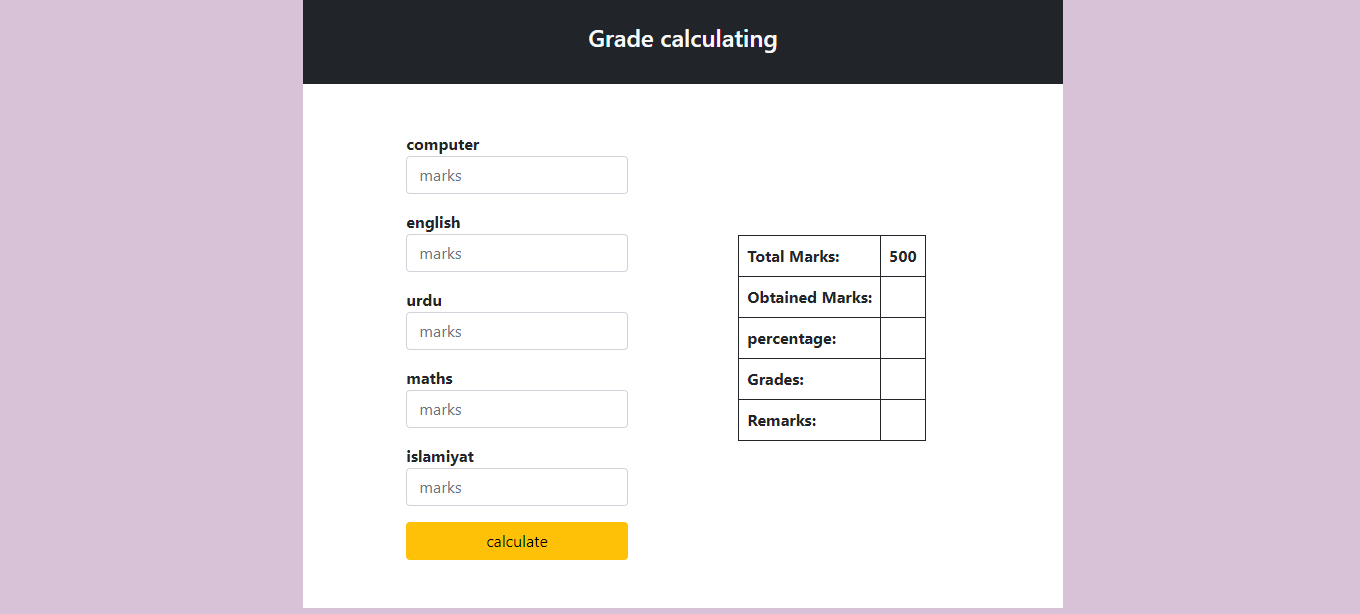 Grade calculating
computer
marks
english
marks
urdu
marks
maths
marks
islamiyat
marks
calculate
Total Marks: 500
Obtained Marks:
percentage:
Grades:
Remarks: